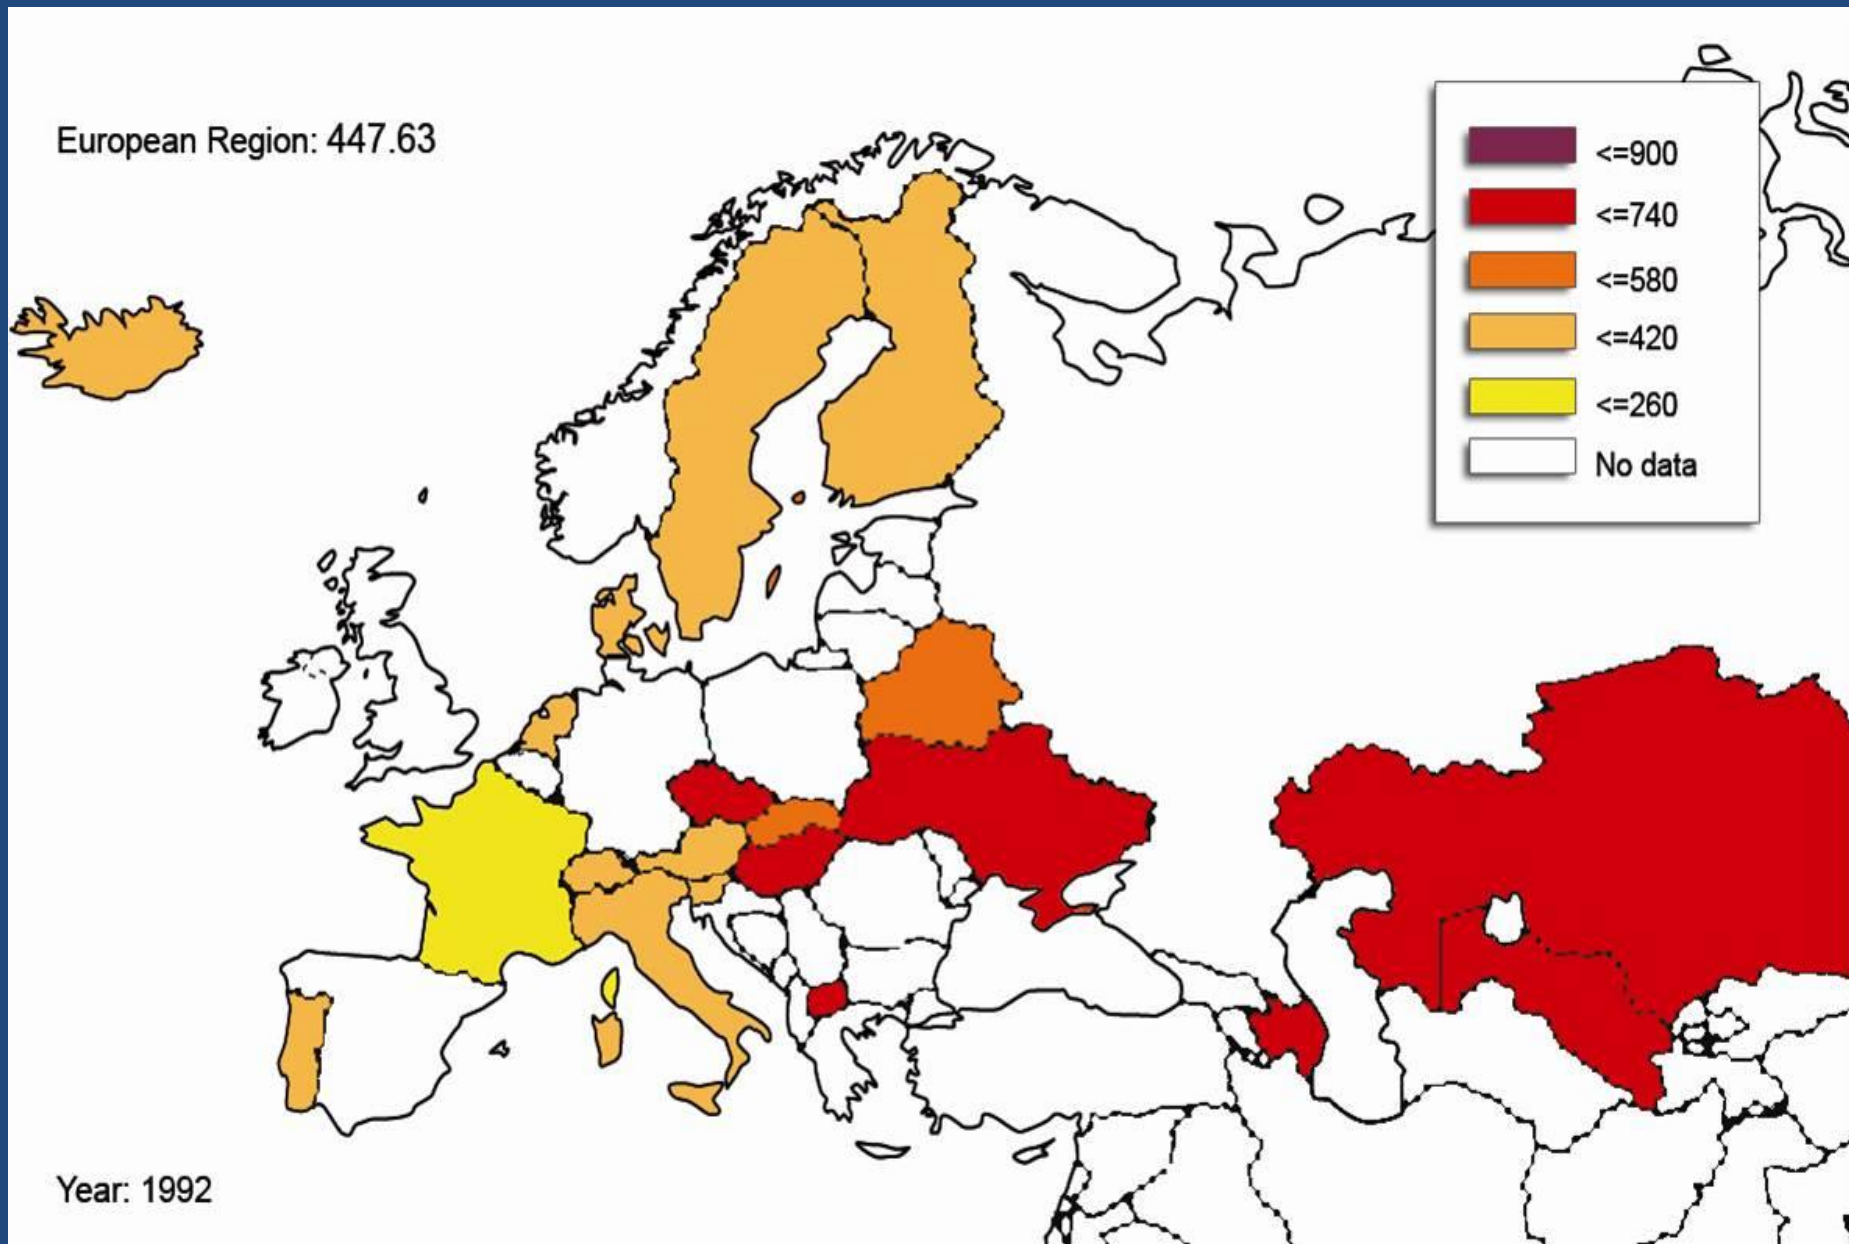 European Region: 447.63
<=900
<=740
<=580
<=420
<=260
No data
Year: 1992